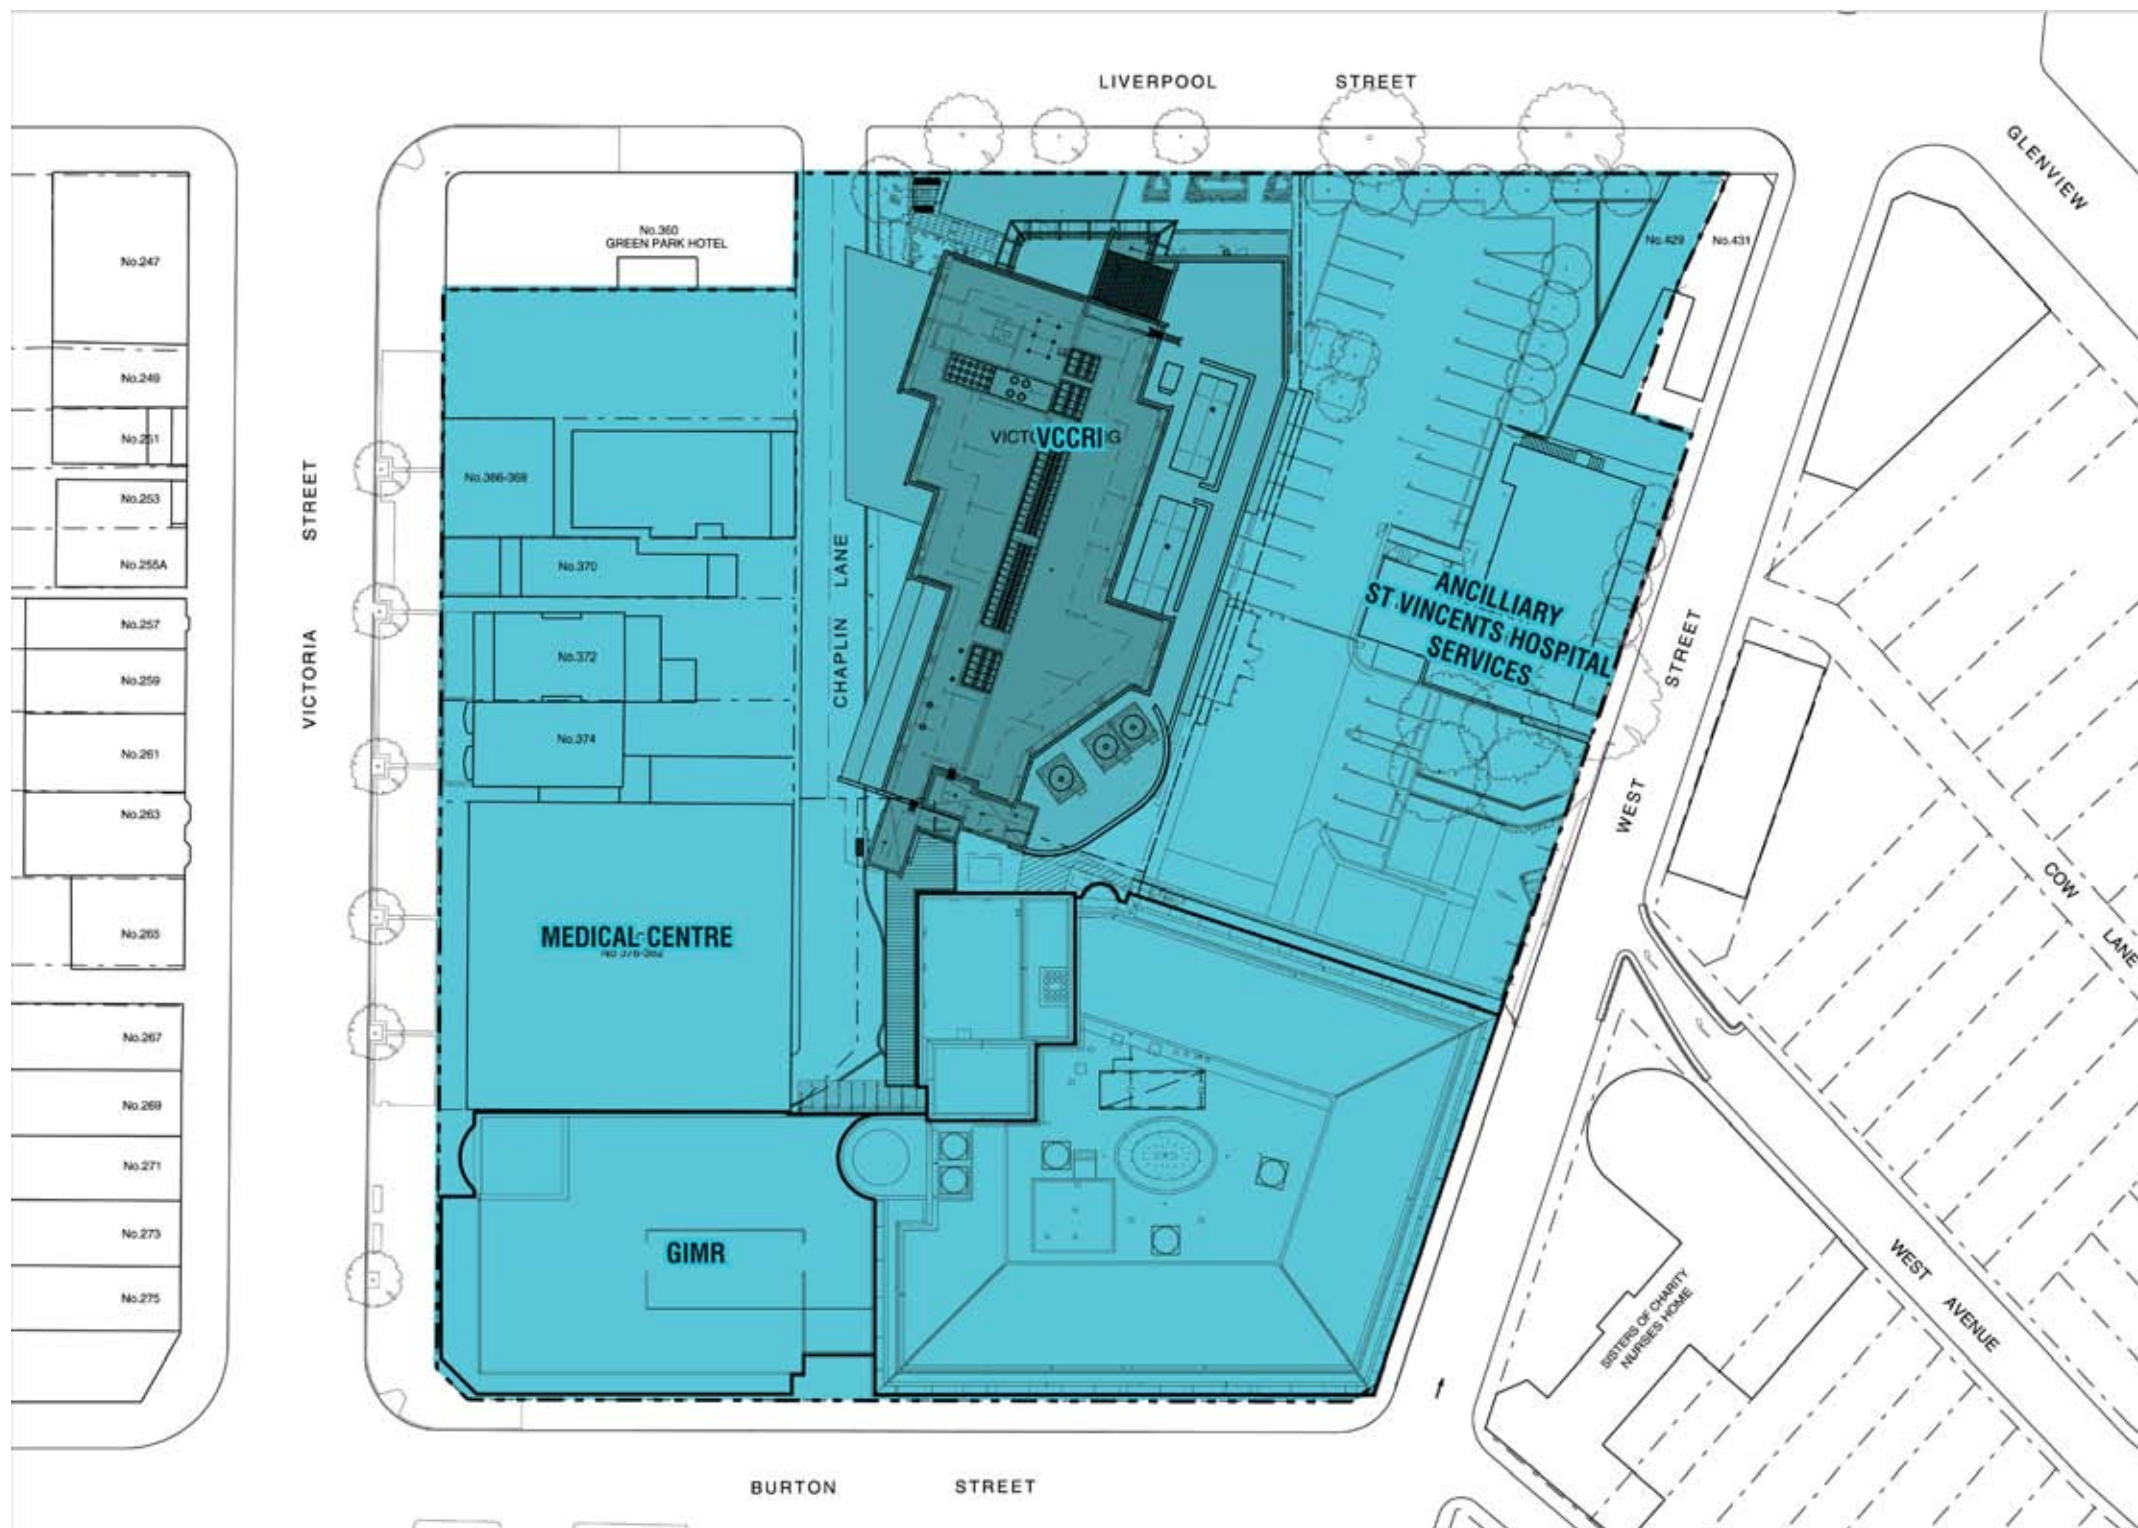 LIVERPOOL STREET
GLENVIEW
No.360
GREEN PARK HOTEL
No.429
No.431
No.247
No.249
No.251
No.253
No.255A
No.257
No.259
No.261
No.263
No.265
No.267
No.269
No.271
No.273
No.275
VICTORIA STREET
No.366-368
No.370
No.372
No.374
CHAPLIN LANE
VCCRI
ANCILLIARY
ST VINCENTS HOSPITAL
SERVICES
WEST STREET
MEDICAL CENTRE
GIMR
COW LANE
WEST AVENUE
SISTERS OF CHARITY
NURSES HOME
BURTON STREET